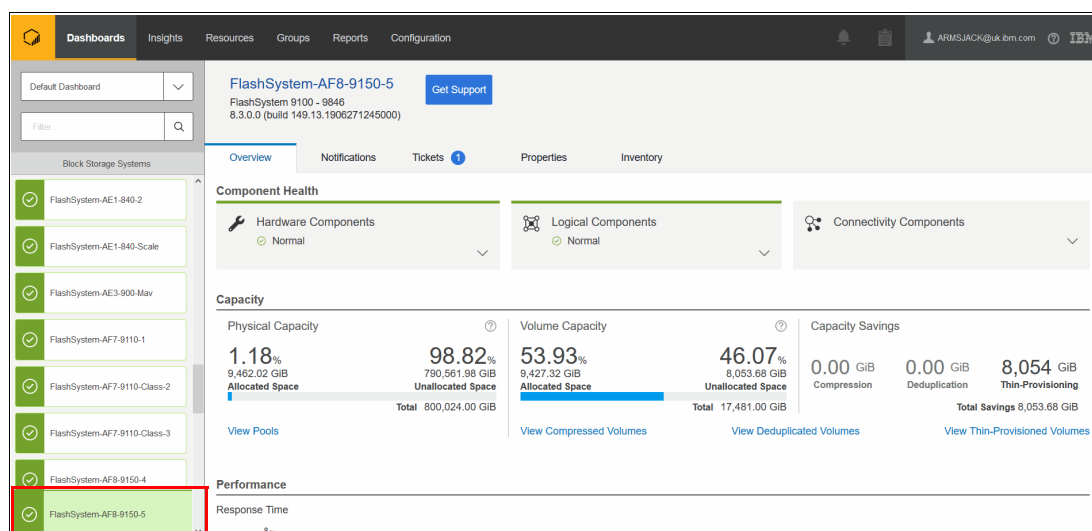 Dashboards Insights Resources Groups Reports Configuration ARMSJACK@uk.ibm.com IBM
Default Dashboard
Filter...
Block Storage Systems
FlashSystem-AE1-840-2
FlashSystem-AE1-840-Scale
FlashSystem-AE3-900-Mav
FlashSystem-AF7-9110-1
FlashSystem-AF7-9110-Class-2
FlashSystem-AF7-9110-Class-3
FlashSystem-AF8-9150-4
FlashSystem-AF8-9150-5
FlashSystem-AF8-9150-5
Get Support
FlashSystem 9100 - 9846
8.3.0.0 (build 149.13.1906271245000)
Overview Notifications Tickets 1 Properties Inventory
Component Health
Hardware Components
Normal
Logical Components
Normal
Connectivity Components
Capacity
Physical Capacity ?
1.18% 98.82%
9,462.02 GiB 790,561.98 GiB
Allocated Space Unallocated Space
Total 800,024.00 GiB
View Pools
Volume Capacity ?
53.93% 46.07%
9,427.32 GiB 8,053.68 GiB
Allocated Space Unallocated Space
Total 17,481.00 GiB
View Compressed Volumes View Deduplicated Volumes
Capacity Savings
0.00 GiB 0.00 GiB 8,054 GiB
Compression Deduplication Thin-Provisioning
Total Savings 8,053.68 GiB
View Thin-Provisioned Volumes
Performance
Response Time